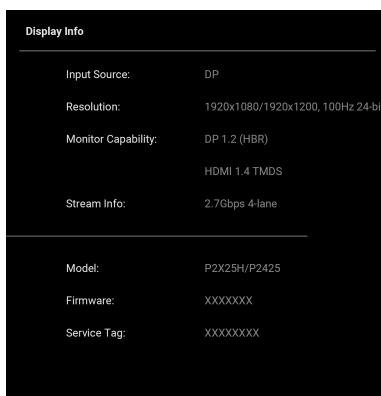 Display Info
Input Source: DP
Resolution: 1920x1080/1920x1200, 100Hz 24-bi
Monitor Capability: DP 1.2 (HBR)
HDMI 1.4 TMDS
Stream Info: 2.7Gbps 4-lane
Model: P2X25H/P2425
Firmware: XXXXXXX
Service Tag: XXXXXXXX